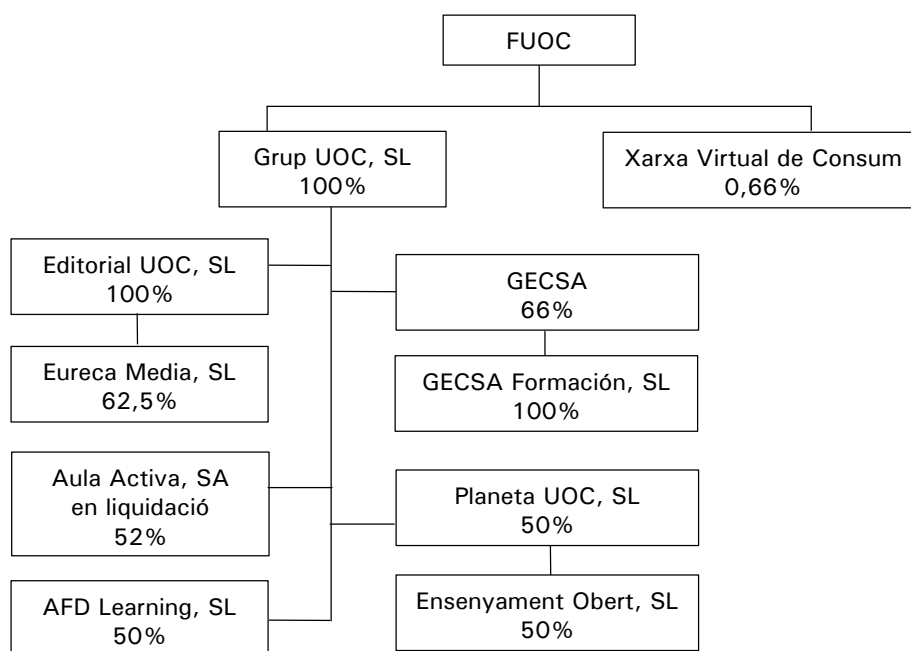 FUOC
Grup UOC, SL
100%
Xarxa Virtual de Consum
0,66%
Editorial UOC, SL
100%
GECSA
66%
Eureca Media, SL
62,5%
GECSA Formación, SL
100%
Aula Activa, SA
en liquidació
52%
Planeta UOC, SL
50%
AFD Learning, SL
50%
Ensenyament Obert, SL
50%